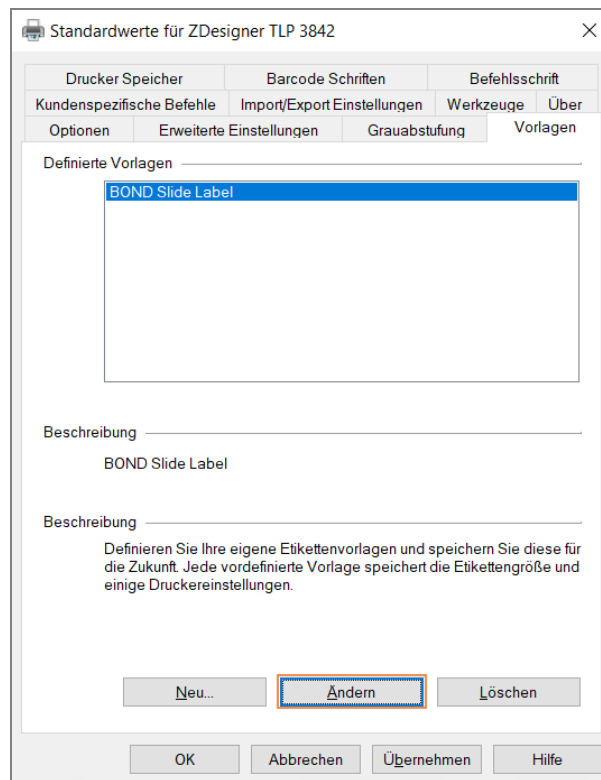 Standardwerte für ZDesigner TLP 3842
Drucker Speicher Barcode Schriften Befehlsschrift
Kundenspezifische Befehle Import/Export Einstellungen Werkzeuge Über
Optionen Erweiterte Einstellungen Grauabstufung Vorlagen
Definierte Vorlagen
BOND Slide Label
Beschreibung
BOND Slide Label
Beschreibung
Definieren Sie Ihre eigene Etikettenvorlagen und speichern Sie diese für
die Zukunft. Jede vordefinierte Vorlage speichert die Etikettengröße und
einige Druckereinstellungen.
Neu... Ändern Löschen
OK Abbrechen Übernehmen Hilfe